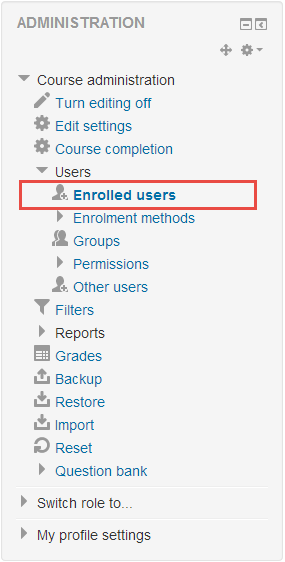 ADMINISTRATION
Course administration
Turn editing off
Edit settings
Course completion
Users
Enrolled users
Enrolment methods
Groups
Permissions
Other users
Filters
Reports
Grades
Backup
Restore
Import
Reset
Question bank
Switch role to...
My profile settings